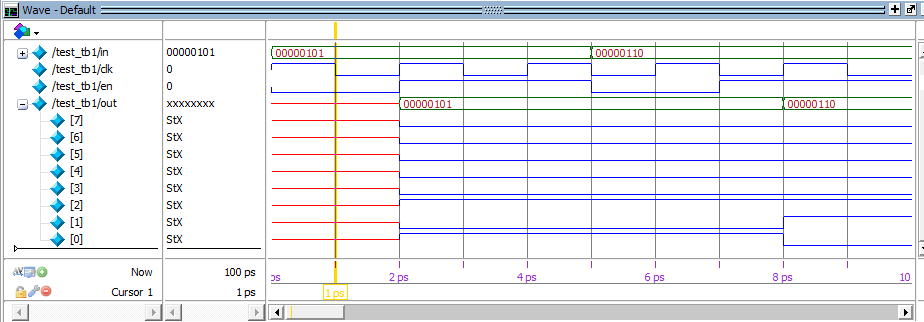 Wave - Default
/test_tb1/in 00000101 00000101 00000110
/test_tb1/clk 0
/test_tb1/en 0
/test_tb1/out xxxxxxxx 00000101 00000110
[7] StX
[6] StX
[5] StX
[4] StX
[3] StX
[2] StX
[1] StX
[0] StX
Now 100 ps ps 2 ps 4 ps 6 ps 8 ps 10
Cursor 1 1 ps 1 ps